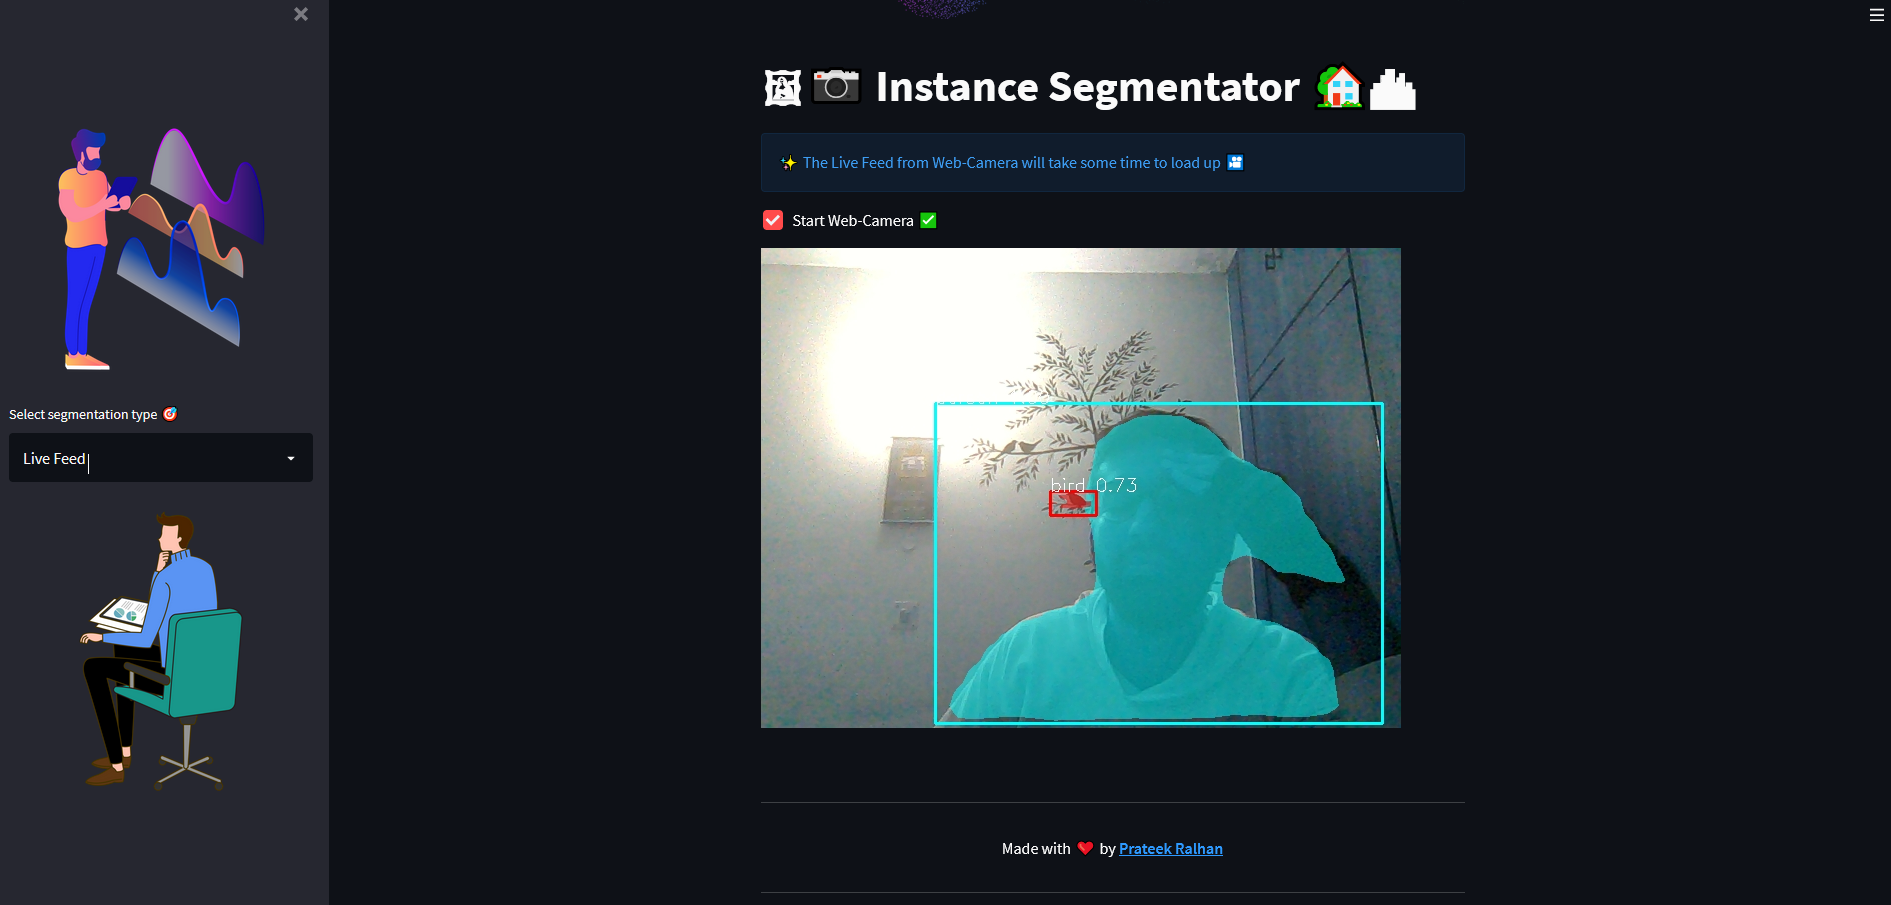 Instance Segmentator
The Live Feed from Web-Camera will take some time to load up
Start Web-Camera
Select segmentation type
Live Feed
bird 0.73
Made with ❤ by Prateek Ralhan